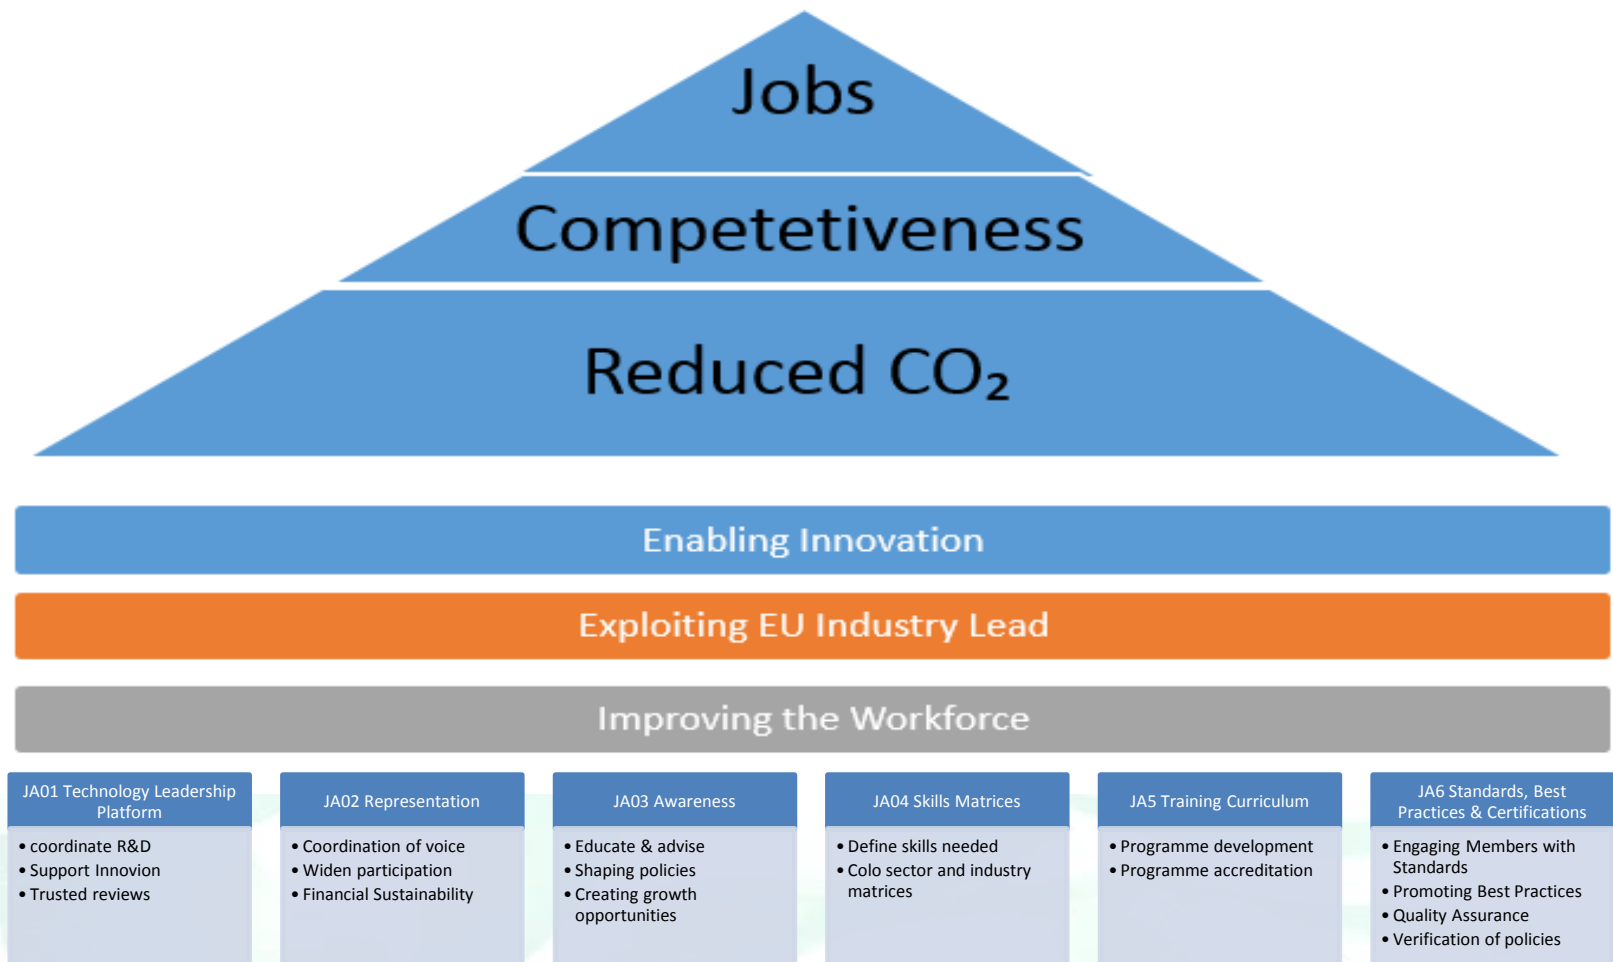 Jobs
Competetiveness
Reduced CO₂
Enabling Innovation
Exploiting EU Industry Lead
Improving the Workforce
JA01 Technology Leadership
Platform
• coordinate R&D
• Support Innovion
• Trusted reviews
JA02 Representation
• Coordination of voice
• Widen participation
• Financial Sustainability
JA03 Awareness
• Educate & advise
• Shaping policies
• Creating growth
opportunities
JA04 Skills Matrices
• Define skills needed
• Colo sector and industry
matrices
JA5 Training Curriculum
• Programme development
• Programme accreditation
JA6 Standards, Best
Practices & Certifications
• Engaging Members with
Standards
• Promoting Best Practices
• Quality Assurance
• Verification of policies